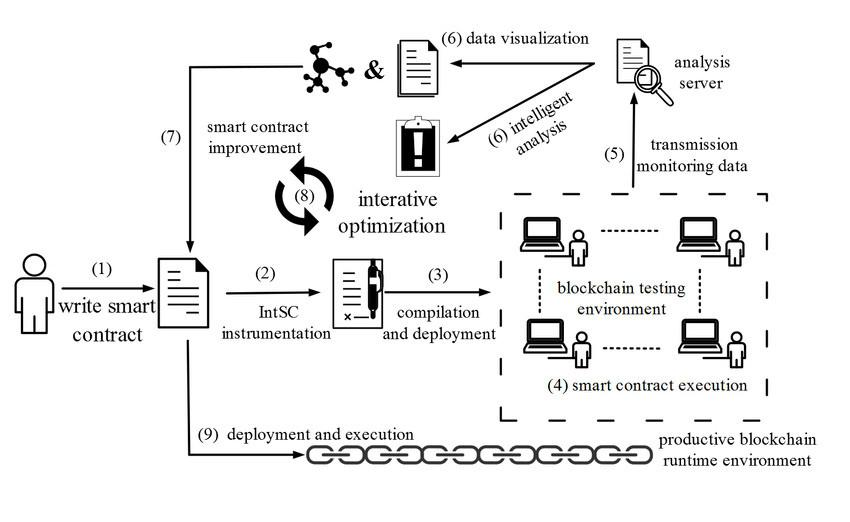 (6) data visualization
&
analysis
server
(6) intelligent
analysis
(7)
smart contract
improvement
(5)
transmission
monitoring data
(8)
interative
optimization
(1)
write smart
contract
(2)
IntSC
instrumentation
(3)
compilation
and deployment
blockchain testing
environment
(4) smart contract execution
(9) deployment and execution
productive blockchain
runtime environment